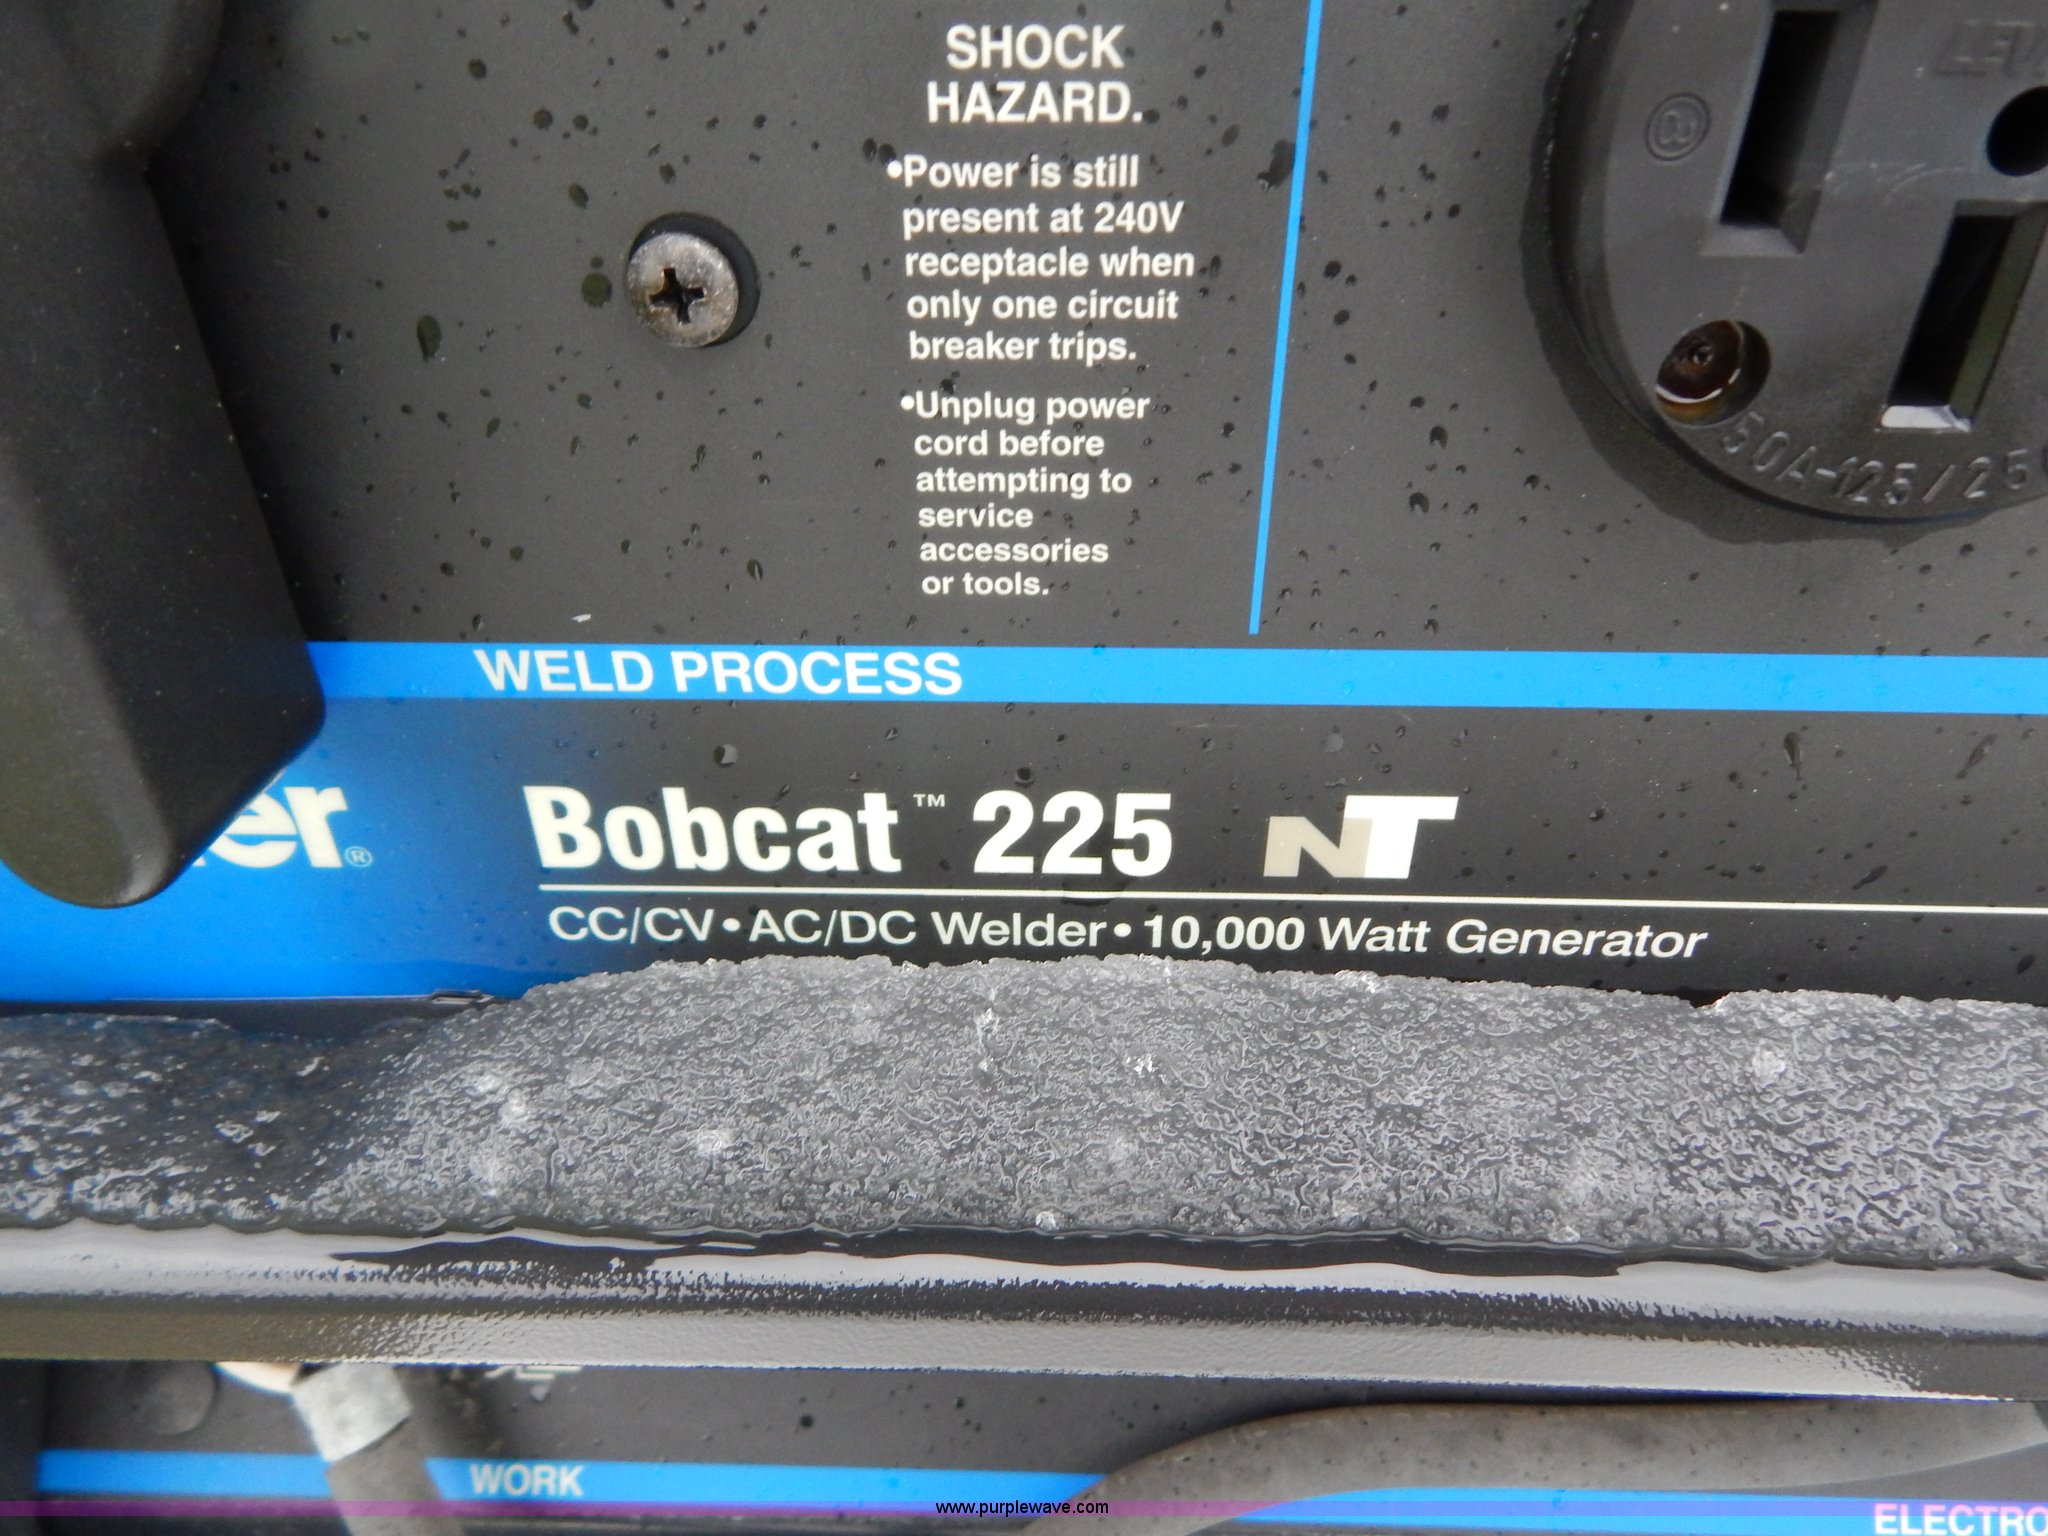 SHOCK
HAZARD.
•Power is still
present at 240V
receptacle when
only one circuit
breaker trips.
•Unplug power
cord before
attempting to
service
accessories
or tools.
50A-125/25
WELD PROCESS
Bobcat™ 225 NT
CC/CV•AC/DC Welder•10,000 Watt Generator
WORK
www.purplewave.com